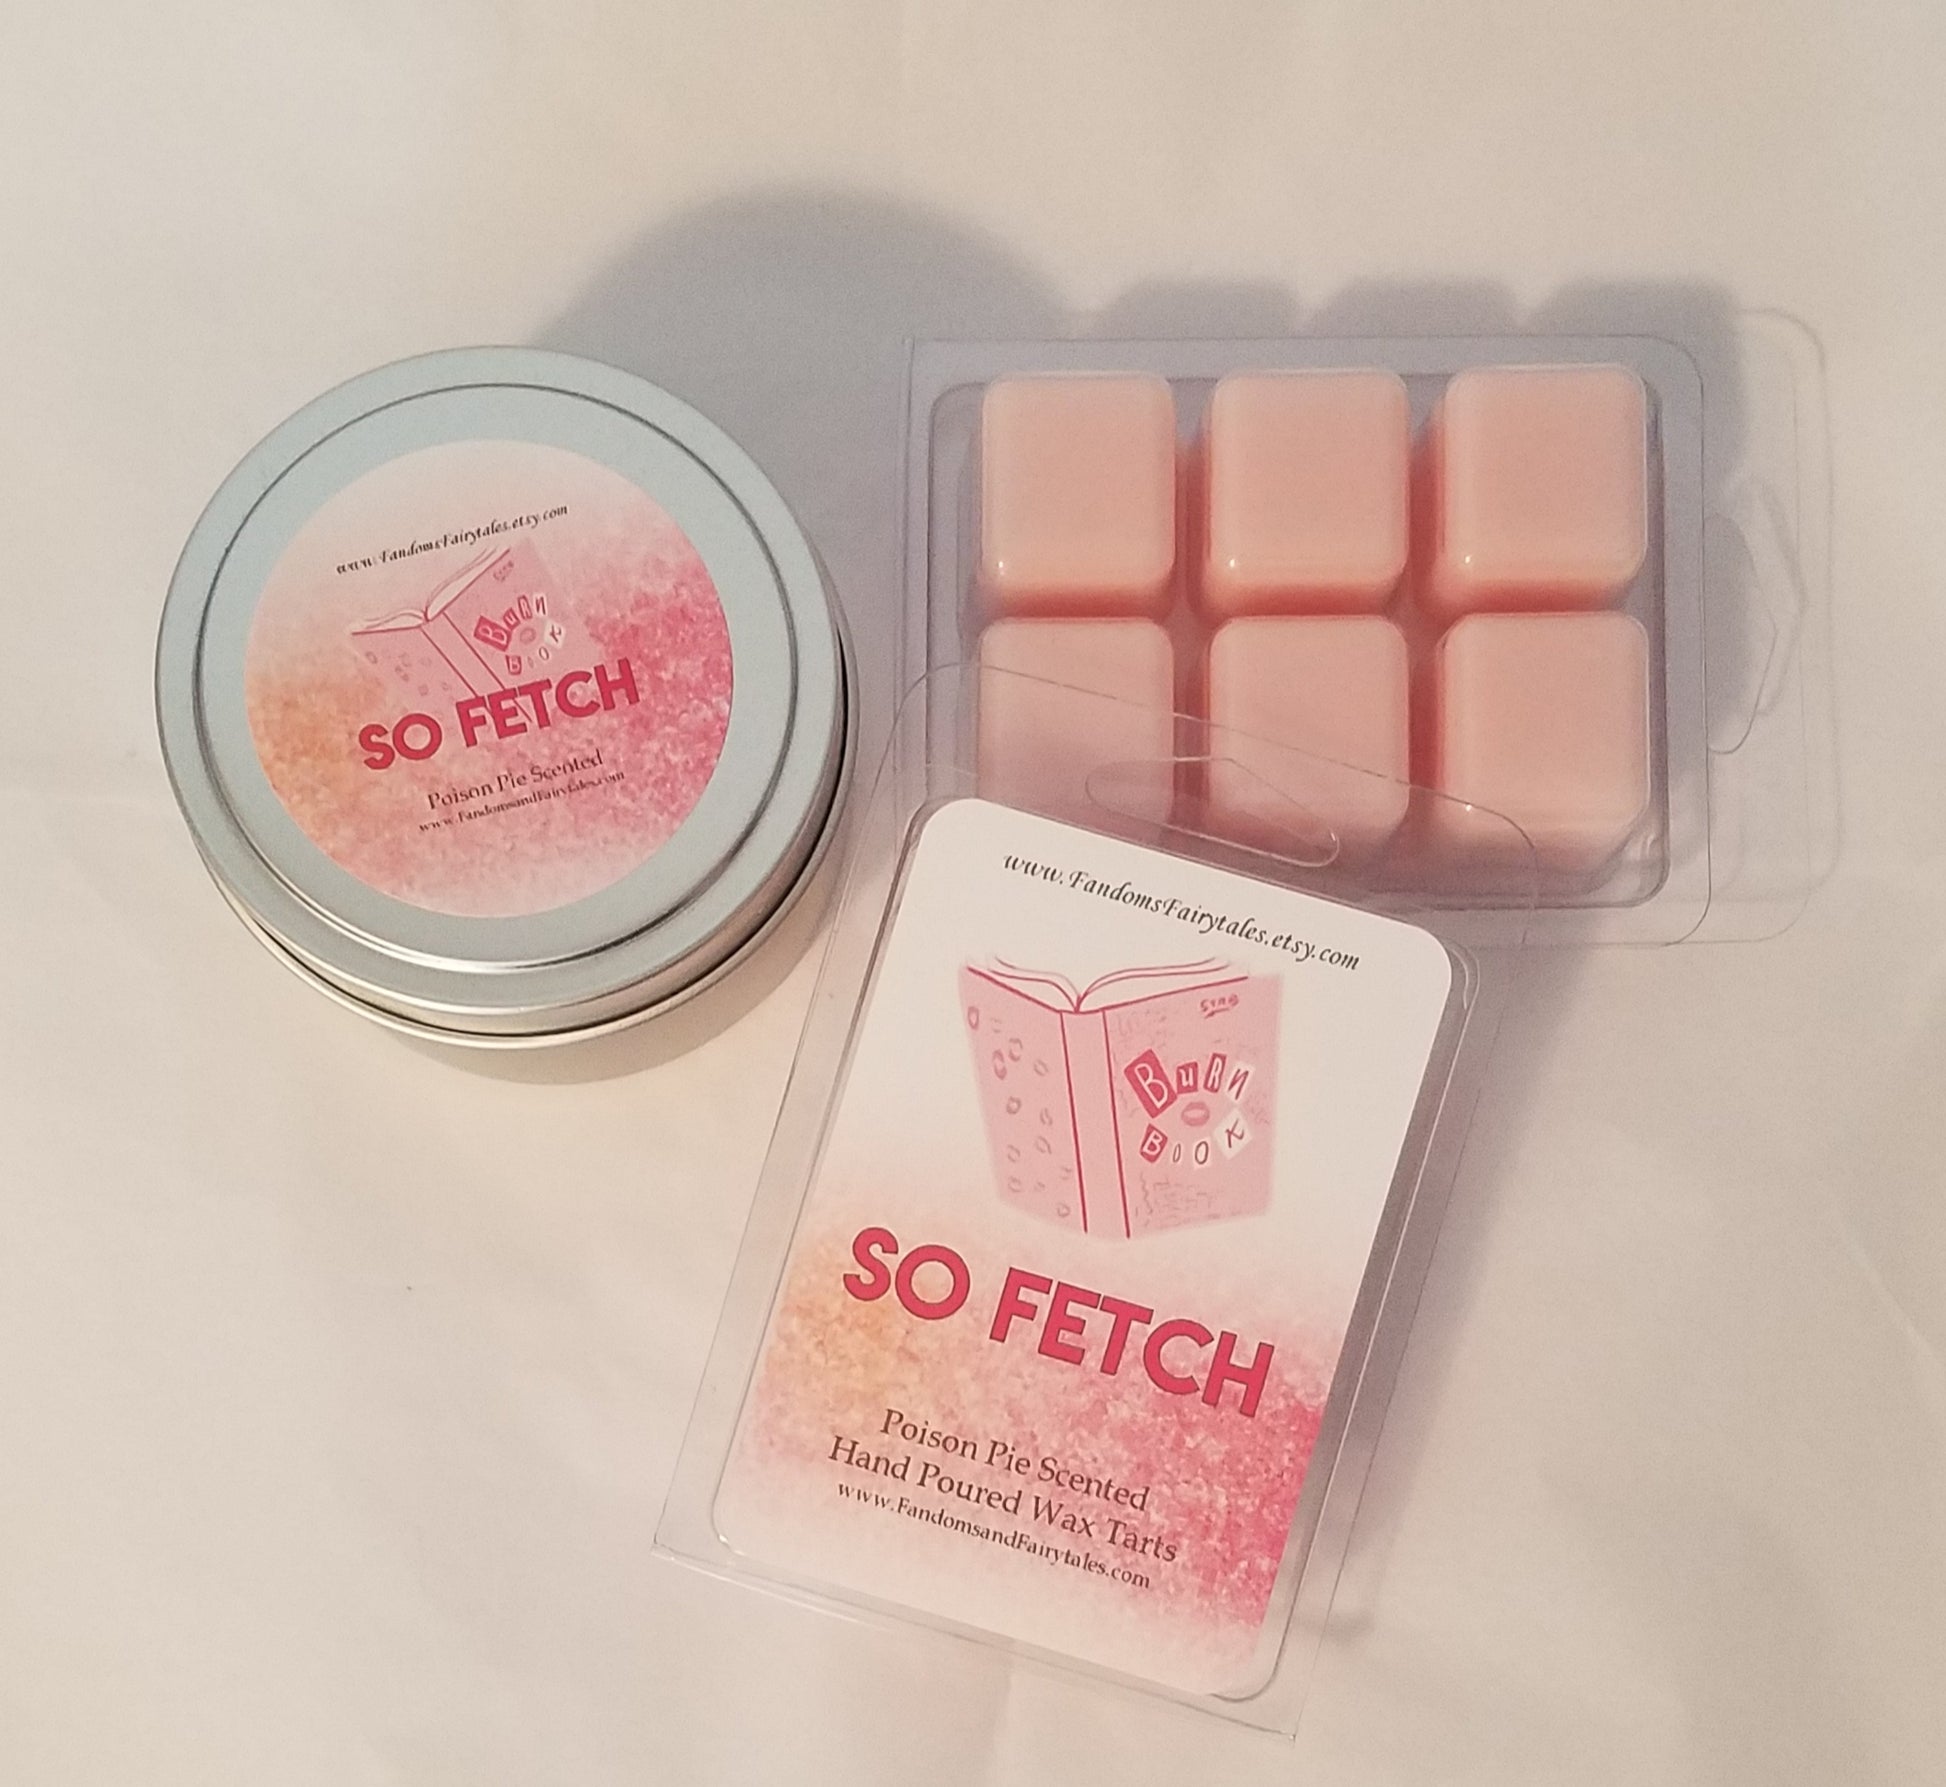 www.FandomsFairytales.etsy.com
BuRN
BOOK
SO FETCH
Poison Pie Scented
www.FandomsandFairytales.com
www.FandomsFairytales.etsy.com
BuRN
BOOK
SO FETCH
Poison Pie Scented
Hand Poured Wax Tarts
www.FandomsandFairytales.com